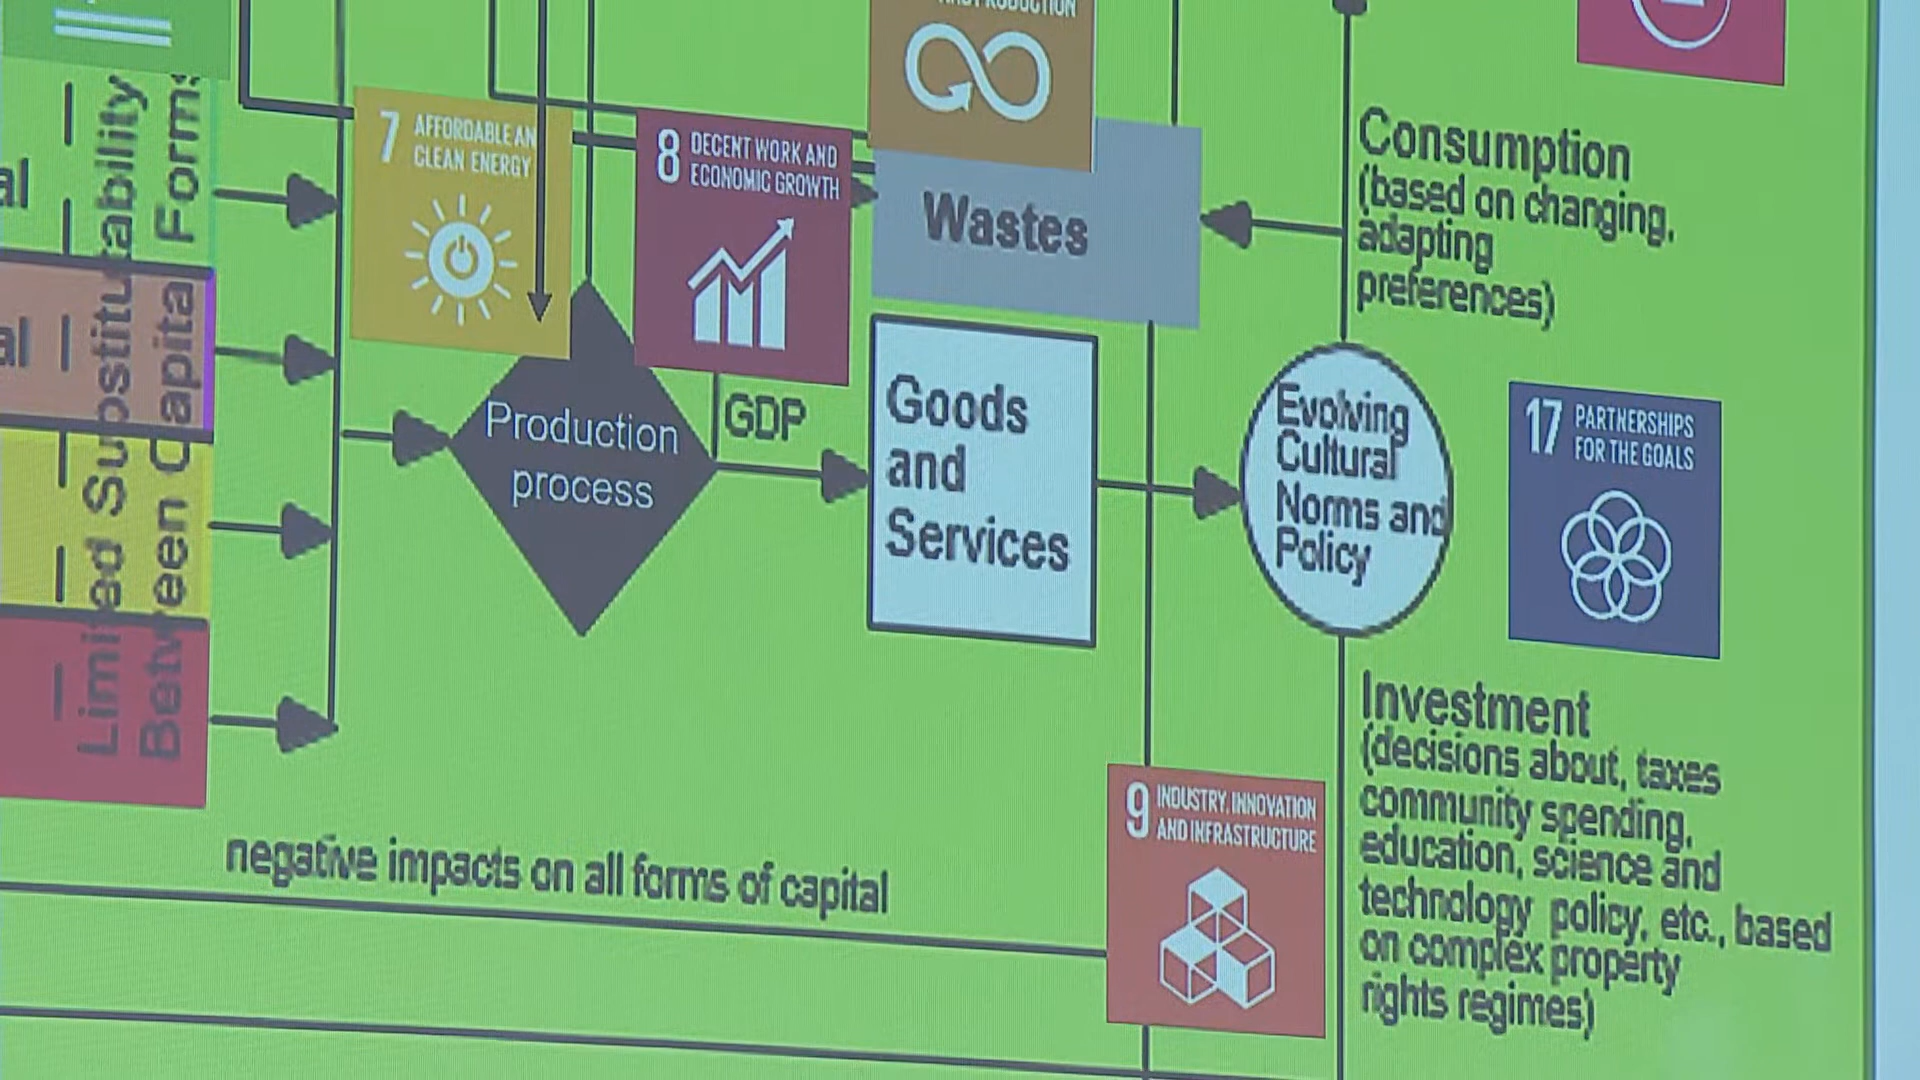 PRODUCTION
7 AFFORDABLE AN
CLEAN ENERGY
8 DECENT WORK AND
ECONOMIC GROWTH
Wastes
Consumption
(based on changing,
adapting
preferences)
al
al
Limited Substitutability
Between Capital Forms
Production
process
GDP
Goods
and
Services
Evolving
Cultural
Norms and
Policy
17 PARTNERSHIPS
FOR THE GOALS
Investment
(decisions about, taxes
community spending,
education, science and
technology policy, etc., based
on complex property
rights regimes)
9 INDUSTRY, INNOVATION
AND INFRASTRUCTURE
negative impacts on all forms of capital